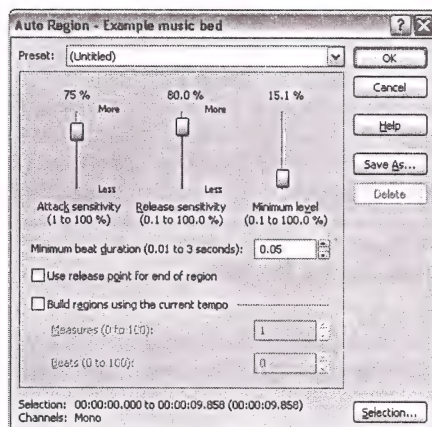 Auto Region - Example music bed
Preset: (Untitled)
OK
Cancel
Help
Save As...
Delete
75 % 80.0 % 15.1 %
More More
Less Less
Attack sensitivity Release sensitivity Minimum level
(1 to 100 %) (0.1 to 100.0 %) (0.1 to 100.0 %)
Minimum beat duration (0.01 to 3 seconds): 0.05
Use release point for end of region
Build regions using the current tempo
Measures (0 to 100): 1
Beats (0 to 100): 0
Selection: 00:00:00.000 to 00:00:09.858 (00:00:09.858)
Channels: Mono
Selection...